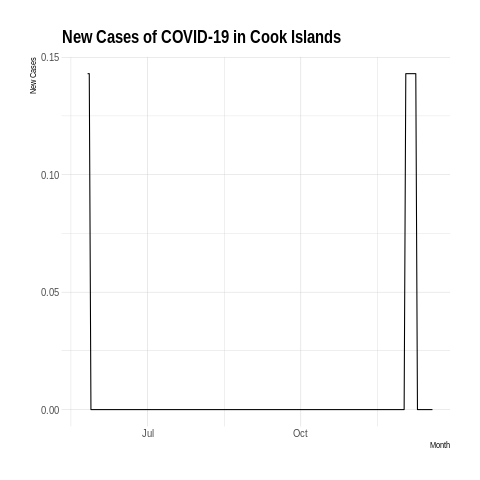 New Cases of COVID-19 in Cook Islands
New Cases
0.15
0.10
0.05
0.00
Jul
Oct
Month